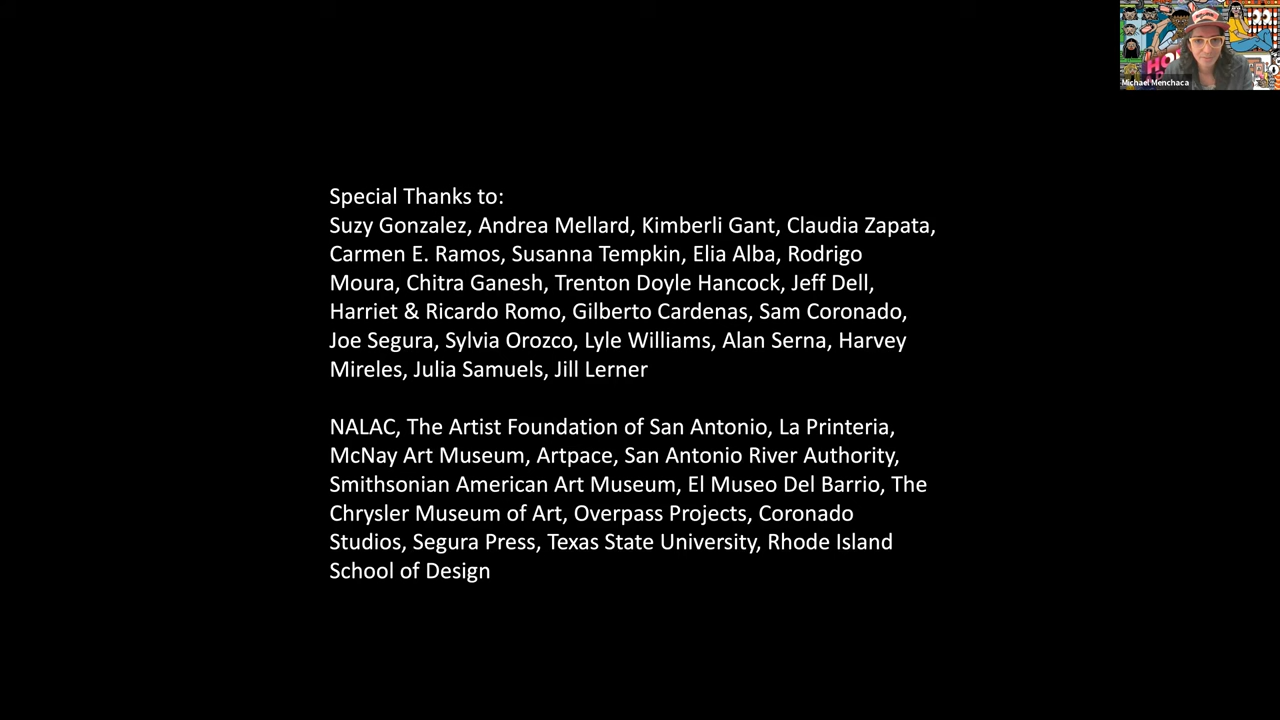 Michael Menchaca
Special Thanks to:
Suzy Gonzalez, Andrea Mellard, Kimberli Gant, Claudia Zapata,
Carmen E. Ramos, Susanna Tempkin, Elia Alba, Rodrigo
Moura, Chitra Ganesh, Trenton Doyle Hancock, Jeff Dell,
Harriet & Ricardo Romo, Gilberto Cardenas, Sam Coronado,
Joe Segura, Sylvia Orozco, Lyle Williams, Alan Serna, Harvey
Mireles, Julia Samuels, Jill Lerner
NALAC, The Artist Foundation of San Antonio, La Printeria,
McNay Art Museum, Artpace, San Antonio River Authority,
Smithsonian American Art Museum, El Museo Del Barrio, The
Chrysler Museum of Art, Overpass Projects, Coronado
Studios, Segura Press, Texas State University, Rhode Island
School of Design